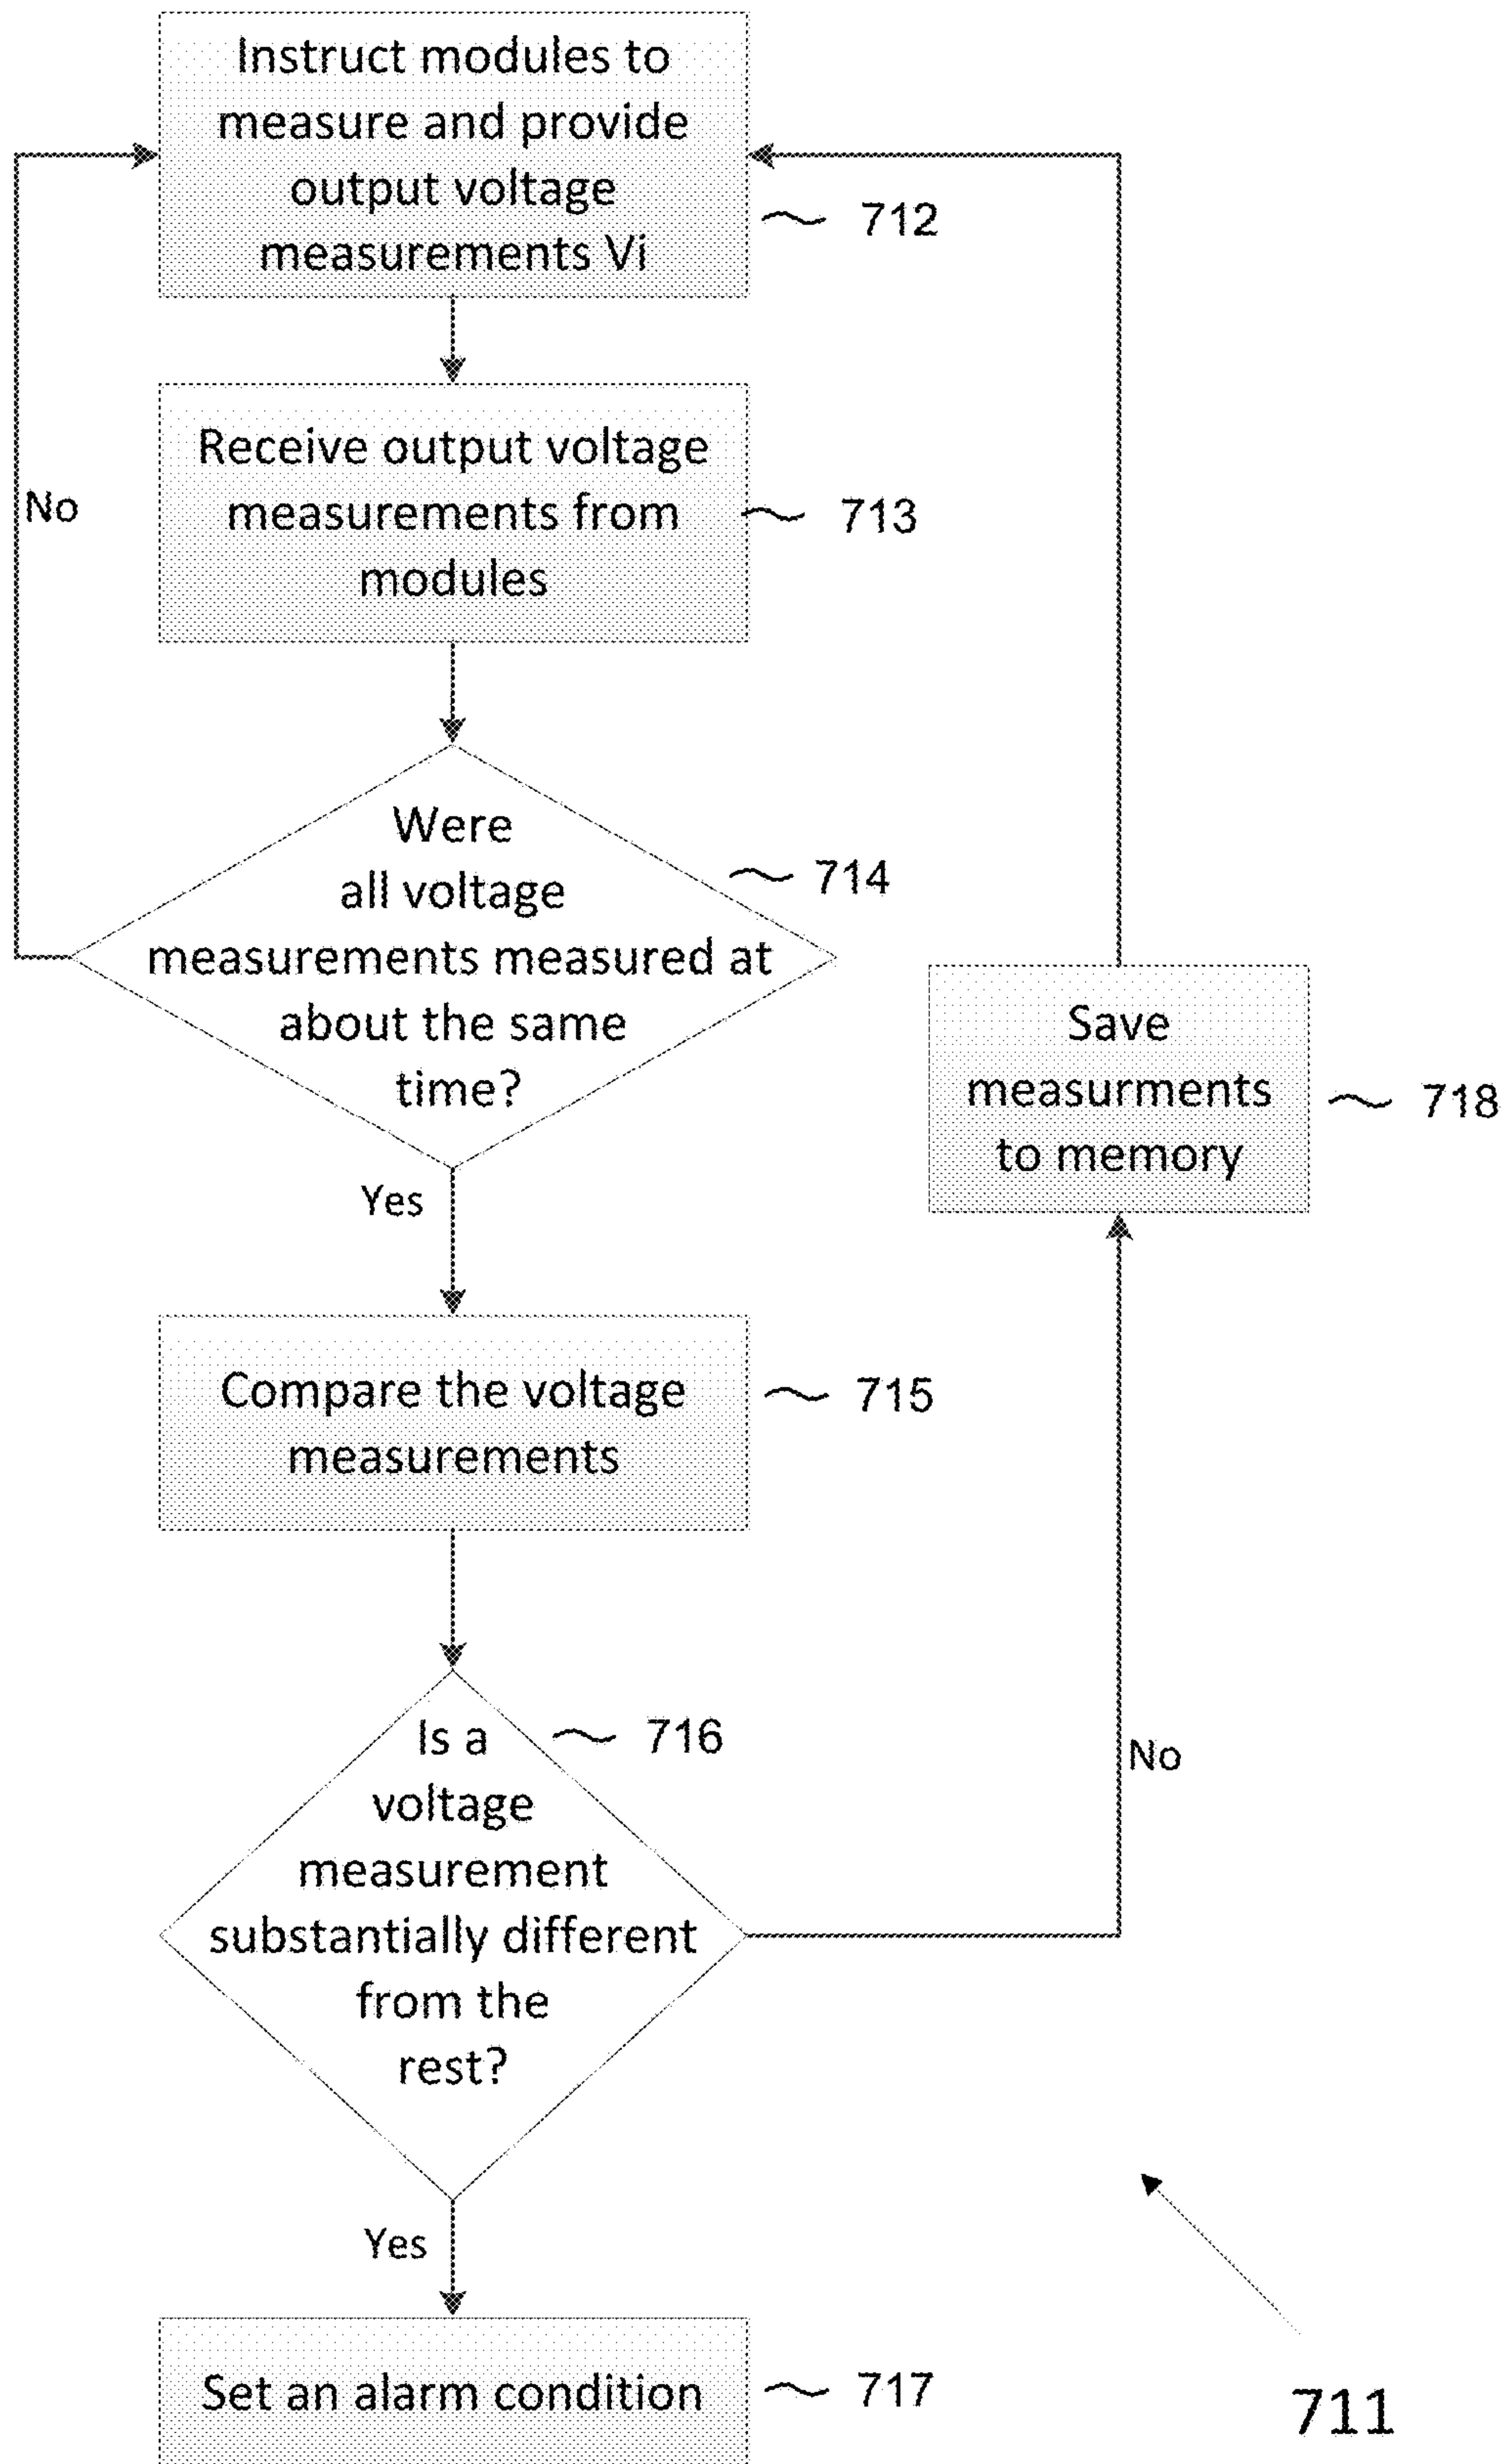 Instruct modules to
measure and provide
output voltage
measurements Vi
712
Receive output voltage
measurements from
modules
713
No
Were
all voltage
measurements measured at
about the same
time?
714
Yes
Save
measurments
to memory
718
Compare the voltage
measurements
715
Is a
voltage
measurement
substantially different
from the
rest?
716
No
Yes
Set an alarm condition
717
711